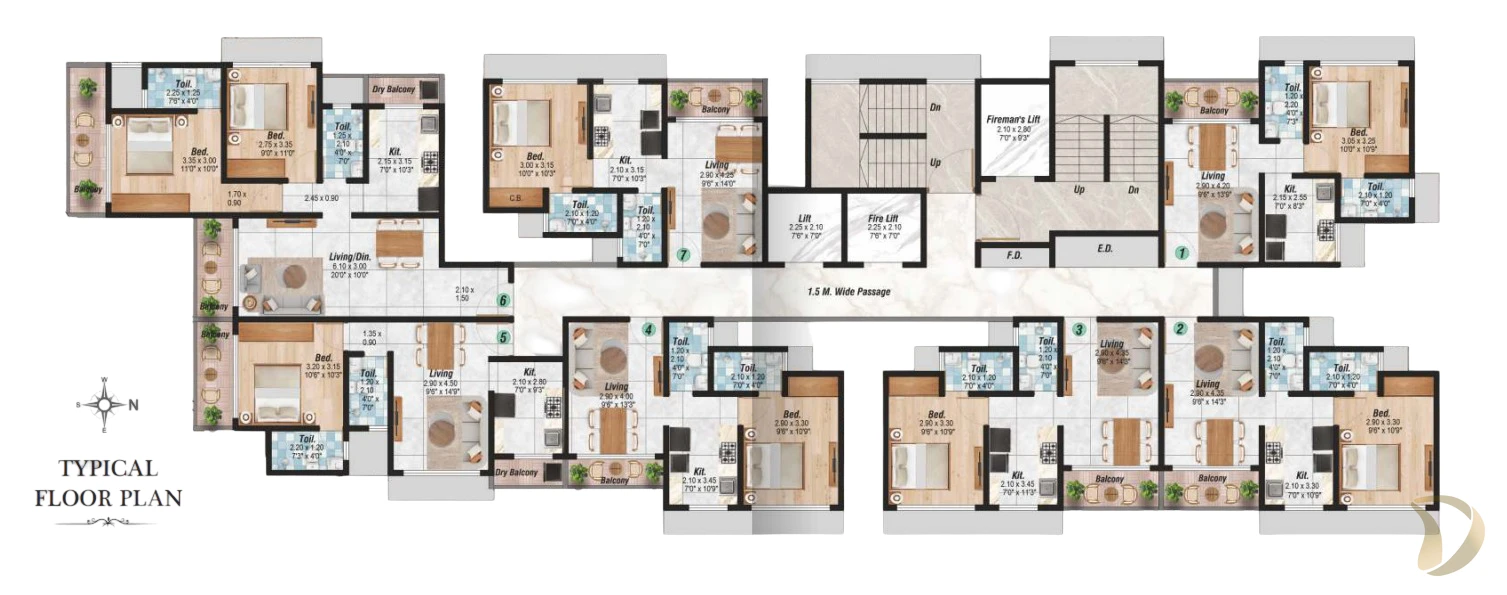 Toil.
2.25 x 1.25
7'6" x 4'0"
Bed.
2.75 x 3.35
9'0" x 11'0"
Dry Balcony
Bed.
3.35 x 3.00
11'0" x 10'0"
Toil.
1.25 x
2.10
4'0" x
7'0"
Kit.
2.15 x 3.15
7'0" x 10'3"
Balcony
1.70 x
0.90
2.45 x 0.90
Living/Din.
6.10 x 3.00
20'0" x 10'0"
Balcony
2.10 x
1.50
6
Bed.
3.00 x 3.15
10'0" x 10'3"
C.B.
Kit.
2.10 x 3.15
7'0" x 10'3"
Balcony
Living
2.90 x 4.25
9'6" x 14'0"
Toil.
2.10 x 1.20
7'0" x 4'0"
Toil.
1.20 x
2.10
4'0" x
7'0"
7
Dn
Up
Fireman's Lift
2.10 x 2.80
7'0" x 9'3"
Lift
2.25 x 2.10
7'6" x 7'0"
Fire Lift
2.25 x 2.10
7'6" x 7'0"
Up
Dn
F.D.
E.D.
Balcony
Toil.
1.20 x
2.20
4'0" x
7'3"
Bed.
3.05 x 3.25
10'0" x 10'9"
Living
2.90 x 4.20
9'6" x 13'9"
Kit.
2.15 x 2.55
7'0" x 8'3"
Toil.
2.10 x 1.20
7'0" x 4'0"
1
1.5 M. Wide Passage
Balcony
5
1.35 x
0.90
Bed.
3.20 x 3.15
10'6" x 10'3"
Toil.
1.20 x
2.10
4'0" x
7'0"
Living
2.90 x 4.50
9'6" x 14'9"
Toil.
2.20 x 1.20
7'3" x 4'0"
Kit.
2.10 x 2.80
7'0" x 9'3"
Dry Balcony
4
Living
2.90 x 4.00
9'6" x 13'3"
Balcony
Toil.
1.20 x
2.10
4'0" x
7'0"
Toil.
2.10 x 1.20
7'0" x 4'0"
Bed.
2.90 x 3.30
9'6" x 10'9"
Kit.
2.10 x 3.45
7'0" x 10'9"
Toil.
2.10 x 1.20
7'0" x 4'0"
Toil.
1.20 x
2.10
4'0" x
7'0"
3
Living
2.90 x 4.35
9'6" x 14'3"
Bed.
2.90 x 3.30
9'6" x 10'9"
Kit.
2.10 x 3.45
7'0" x 11'3"
Balcony
2
Living
2.90 x 4.35
9'6" x 14'3"
Balcony
Toil.
1.20 x
2.10
4'0" x
7'0"
Toil.
2.10 x 1.20
7'0" x 4'0"
Bed.
2.90 x 3.30
9'6" x 10'9"
Kit.
2.10 x 3.30
7'0" x 10'9"
W
S
N
E
TYPICAL
FLOOR PLAN